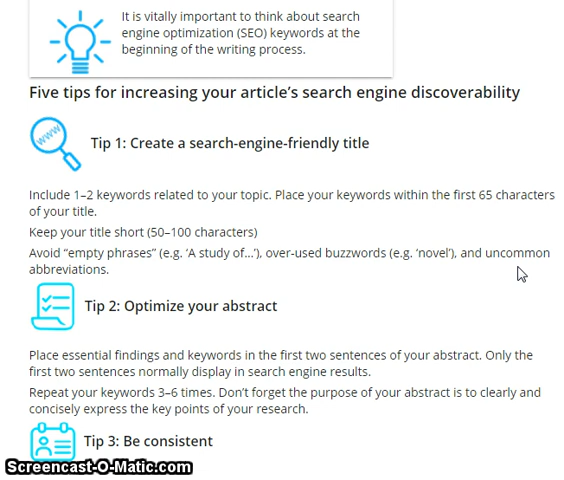 It is vitally important to think about search
engine optimization (SEO) keywords at the
beginning of the writing process.
Five tips for increasing your article's search engine discoverability
www
Tip 1: Create a search-engine-friendly title
Include 1–2 keywords related to your topic. Place your keywords within the first 65 characters
of your title.
Keep your title short (50–100 characters)
Avoid “empty phrases” (e.g. ‘A study of...’), over-used buzzwords (e.g. ‘novel’), and uncommon
abbreviations.
Tip 2: Optimize your abstract
Place essential findings and keywords in the first two sentences of your abstract. Only the
first two sentences normally display in search engine results.
Repeat your keywords 3–6 times. Don’t forget the purpose of your abstract is to clearly and
concisely express the key points of your research.
Tip 3: Be consistent
Screencast-O-Matic.com